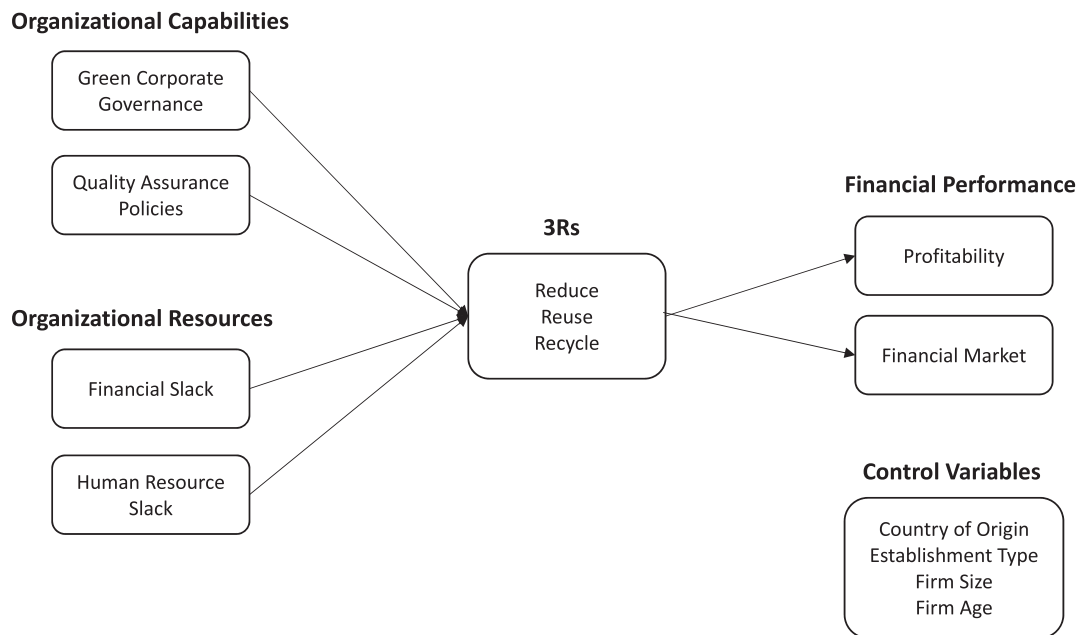 Organizational Capabilities
Green Corporate
Governance
Quality Assurance
Policies
Organizational Resources
Financial Slack
Human Resource
Slack
3Rs
Reduce
Reuse
Recycle
Financial Performance
Profitability
Financial Market
Control Variables
Country of Origin
Establishment Type
Firm Size
Firm Age